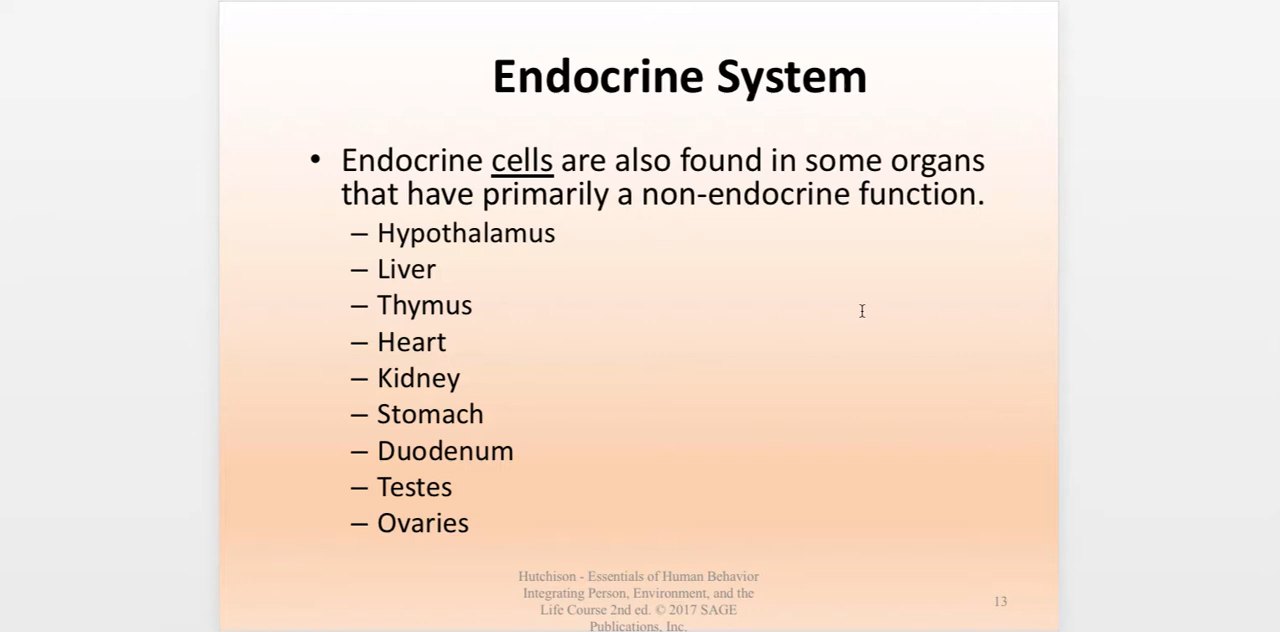 Endocrine System
• Endocrine cells are also found in some organs
that have primarily a non-endocrine function.
– Hypothalamus
– Liver
– Thymus
– Heart
– Kidney
– Stomach
– Duodenum
– Testes
– Ovaries
Hutchison - Essentials of Human Behavior
Integrating Person, Environment, and the
Life Course 2nd ed. © 2017 SAGE
Publications, Inc.
13